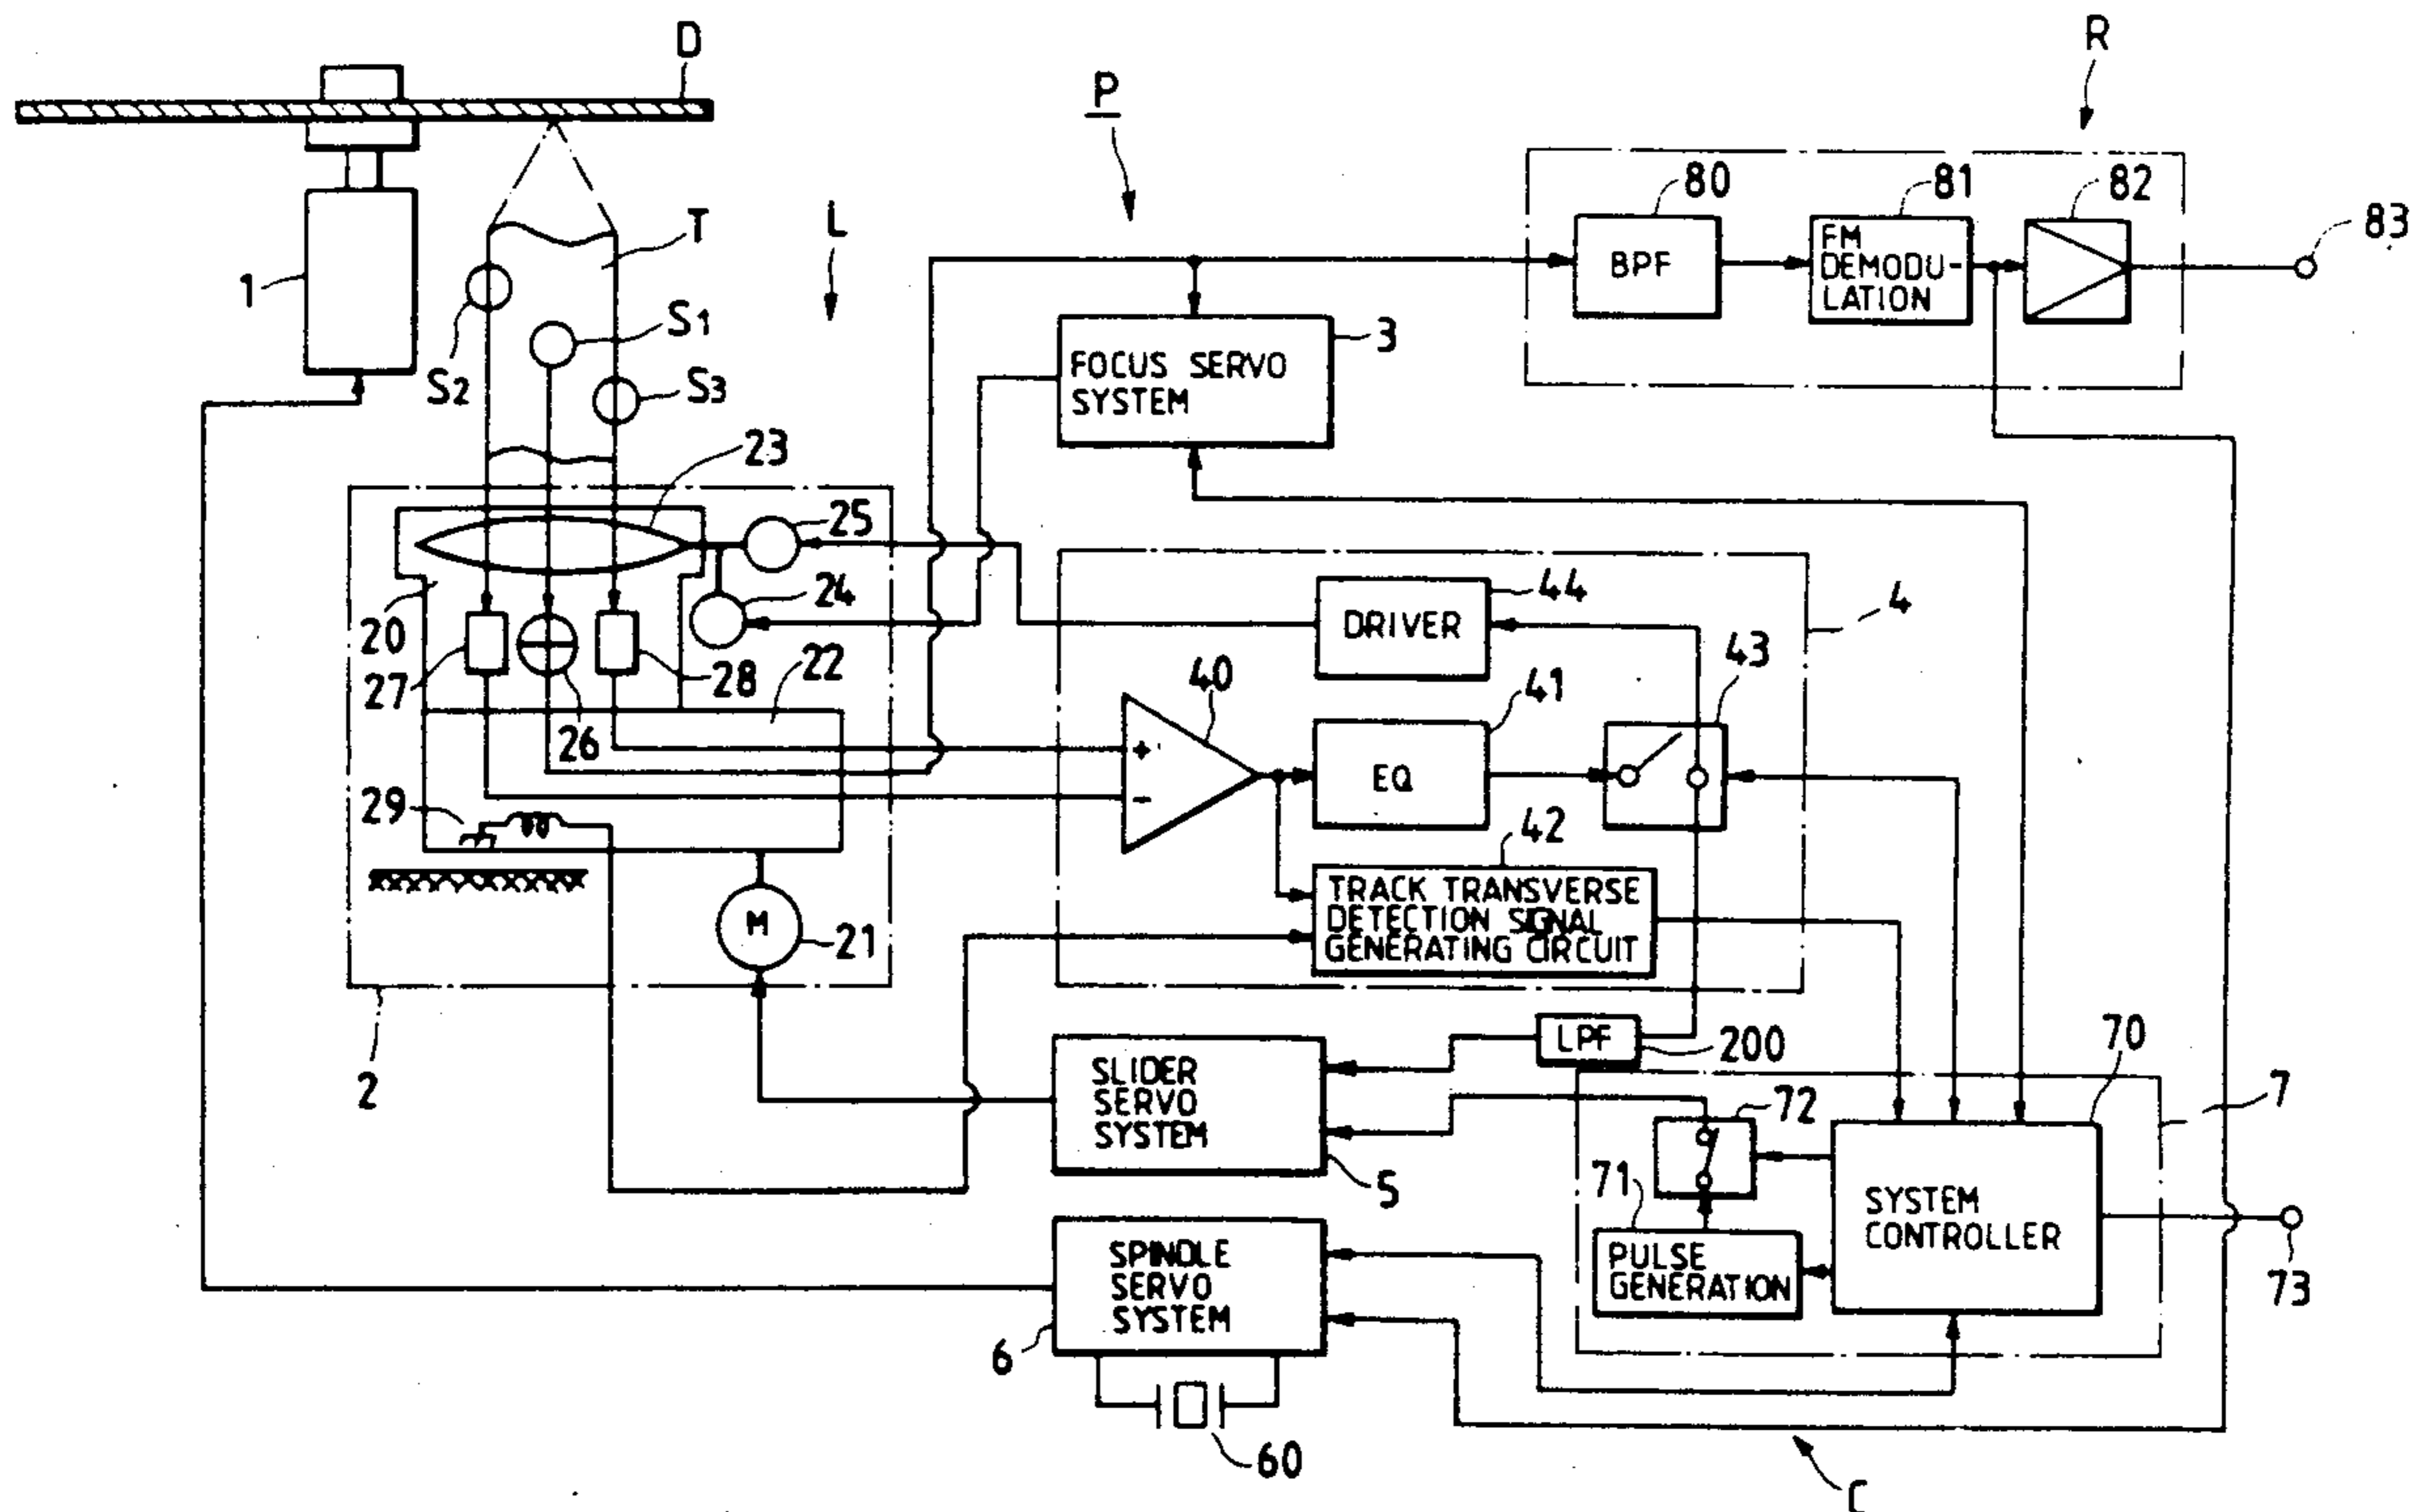 D
P
R
80
81
82
83
BPF
FM
DEMODU-
LATION
L
T
1
S1
S2
S3
3
FOCUS SERVO
SYSTEM
23
25
24
20
27
26
28
22
29
M
21
2
44
DRIVER
4
43
40
+
-
41
EQ
42
TRACK TRANSVERSE
DETECTION SIGNAL
GENERATING CIRCUIT
LPF
200
70
7
SLIDER
SERVO
SYSTEM
5
72
71
PULSE
GENERATION
SYSTEM
CONTROLLER
73
SPINDLE
SERVO
SYSTEM
6
60
C